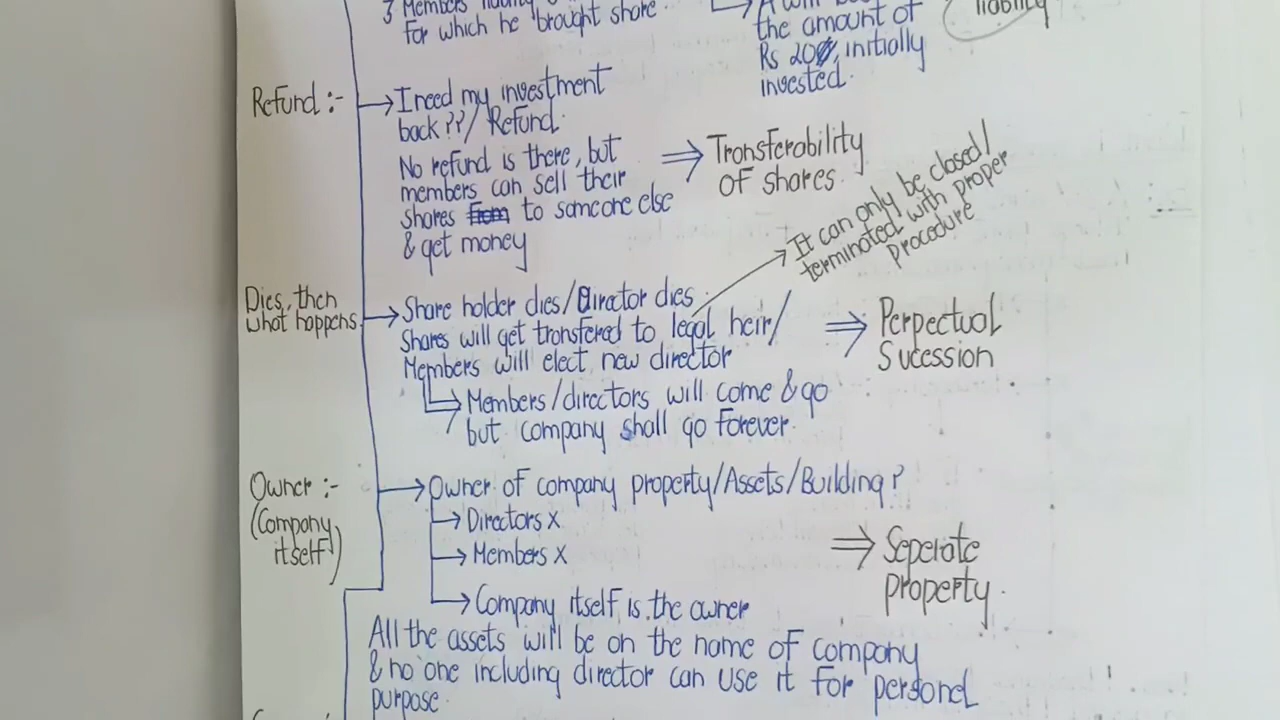 3 Members
for which he brought share
the amount of
Rs 20 initially
invested.
liability
Refund :-
I need my investment
back ??/ Refund.
No refund is there, but
members can sell their
shares from to someone else
& get money
⇒ Transferability
of shares.
It can only be closed/
terminated with proper
procedure
Dies, then
what happens
Share holder dies/Director dies.
Shares will get transfered to legal heir/
Members will elect new director
⇒ Perpectual
Sucession
Members/directors will come & go
but company shall go forever.
Owner :-
(Company
itself)
Owner of company property/Assets/Building?
Directors x
Members x
Company itself is the owner
⇒ Seperate
property.
All the assets will be on the name of company
& no one including director can use it for personal
purpose.